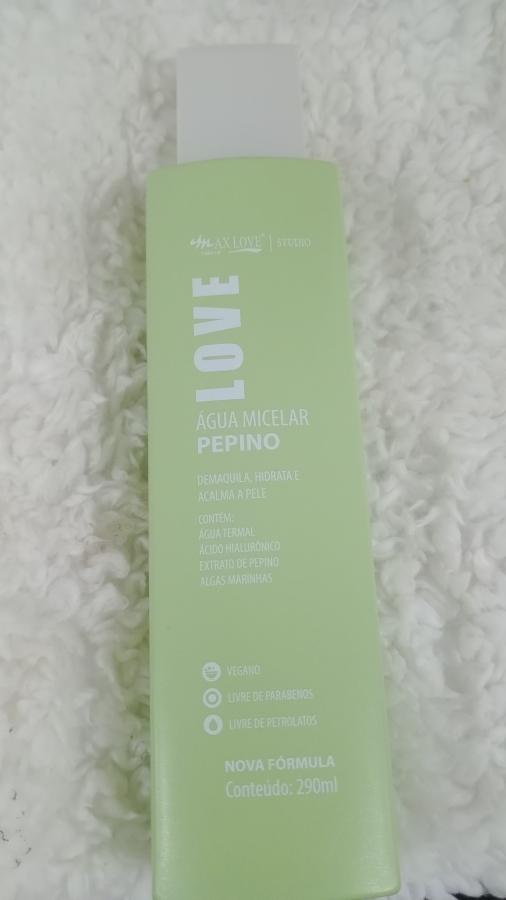 MAX LOVE® | STUDIO
LOVE
ÁGUA MICELAR
PEPINO
DEMAQUILA, HIDRATA E
ACALMA A PELE
CONTÉM:
ÁGUA TERMAL
ÁCIDO HIALURÔNICO
EXTRATO DE PEPINO
ALGAS MARINHAS
VEGANO
LIVRE DE PARABENOS
LIVRE DE PETROLATOS
NOVA FÓRMULA
Conteúdo: 290ml